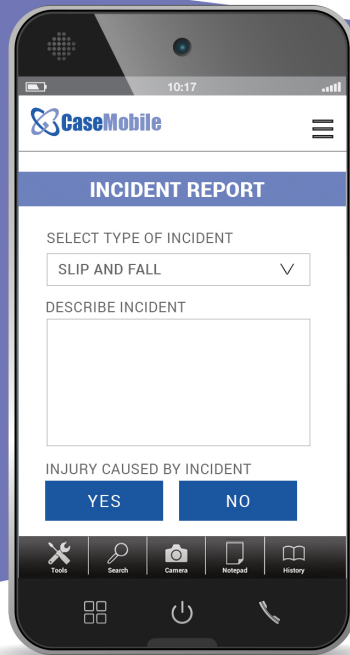 10:17
CaseMobile
INCIDENT REPORT
SELECT TYPE OF INCIDENT
SLIP AND FALL
DESCRIBE INCIDENT
INJURY CAUSED BY INCIDENT
YES NO
Tools Search Camera Notepad History